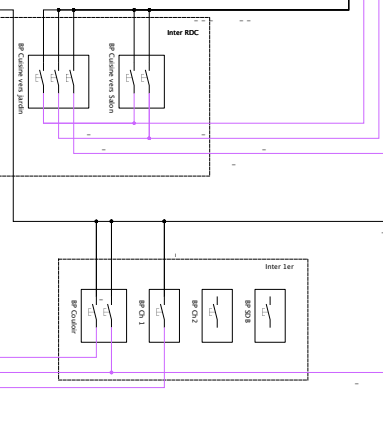 Inter RDC
BP Cuisine vers jardin
BP Cuisine vers Salon
Inter 1er
BP Couloir
BP Ch 1
BP Ch2
BP SDB